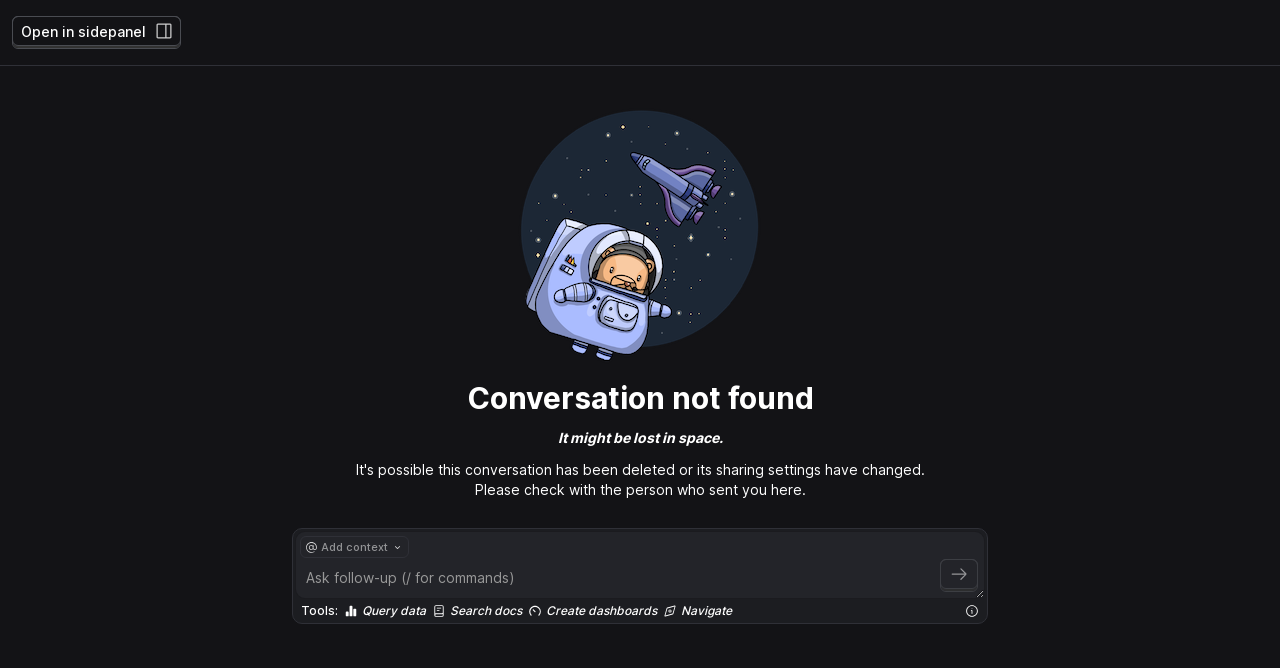 Open in sidepanel
Conversation not found
It might be lost in space.
It's possible this conversation has been deleted or its sharing settings have changed.
Please check with the person who sent you here.
@ Add context
Ask follow-up (/ for commands)
Tools: Query data Search docs Create dashboards Navigate